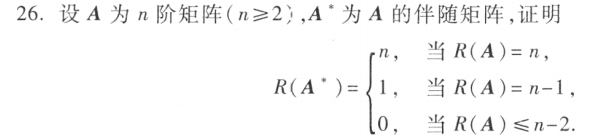 26. 设 A 为 n 阶矩阵(n≥2),A* 为 A 的伴随矩阵,证明
R(A*)={n, 当 R(A)=n,
1, 当 R(A)=n-1,
0, 当 R(A)≤n-2.